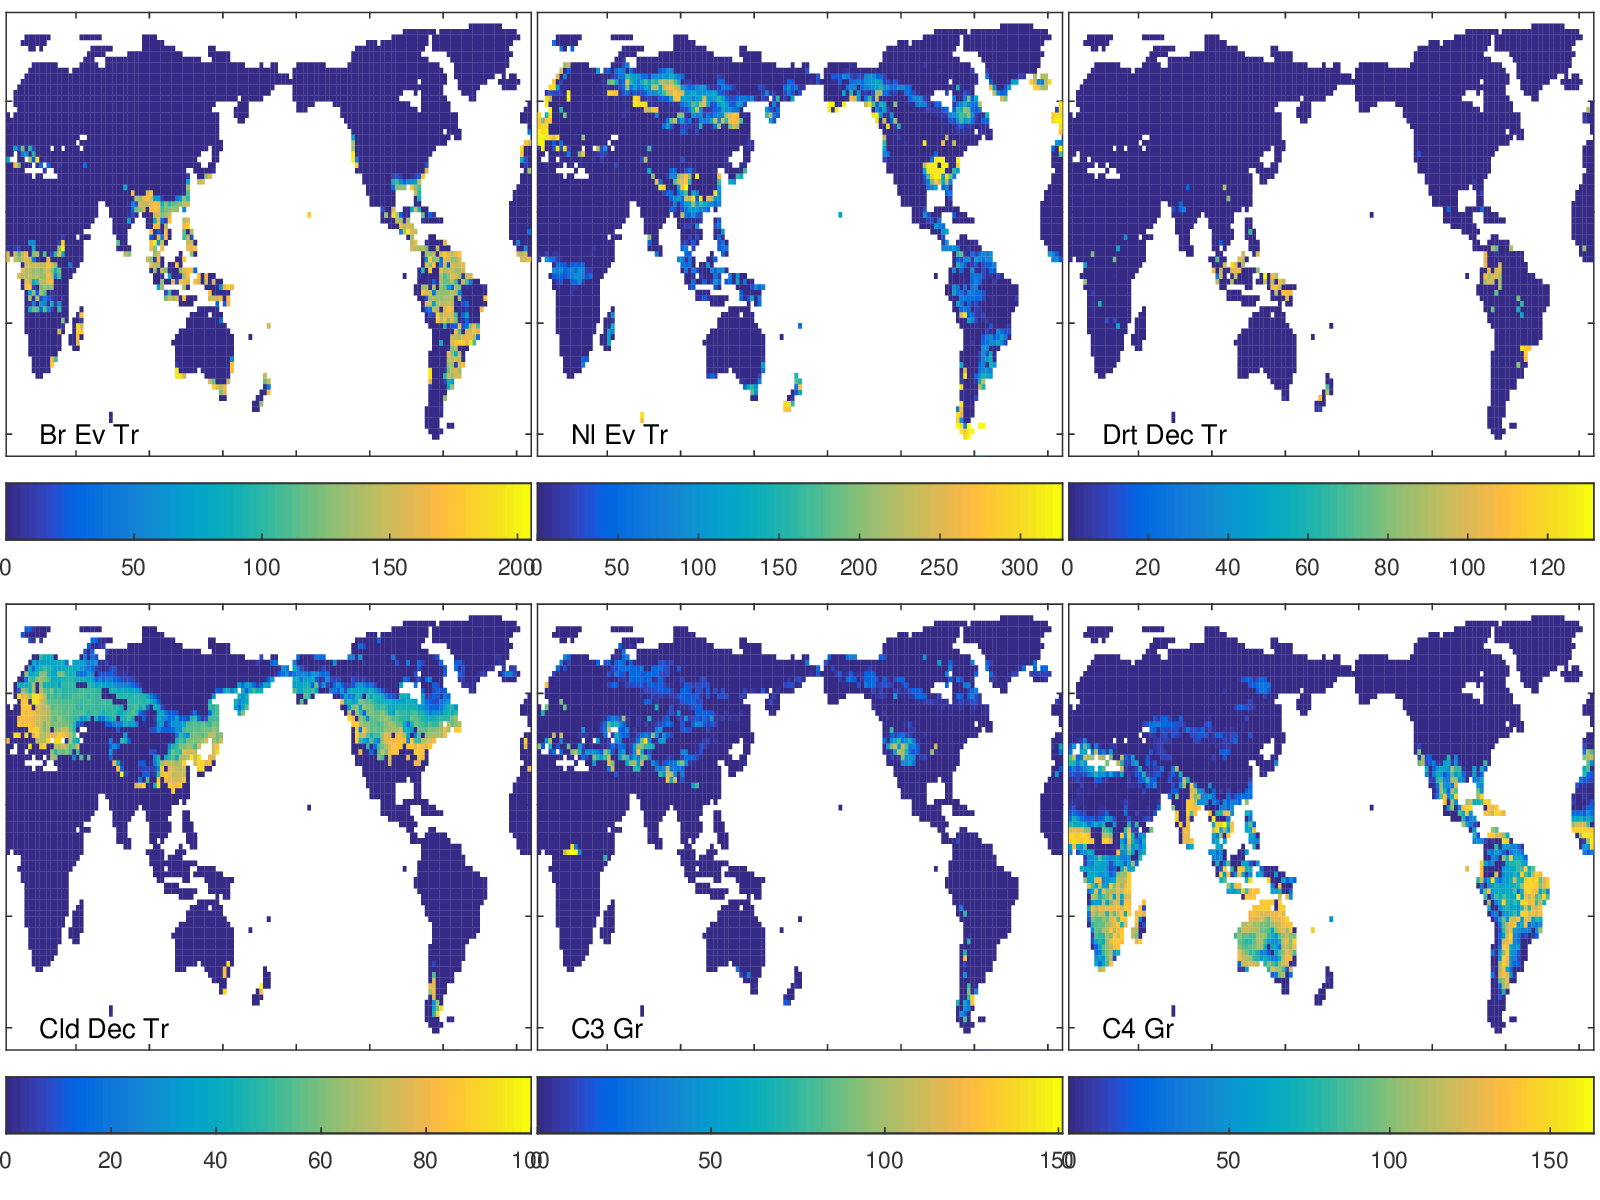 Br Ev Tr
Nl Ev Tr
Drt Dec Tr
0 50 100 150 200
0 50 100 150 200 250 300
0 20 40 60 80 100 120
Cld Dec Tr
C3 Gr
C4 Gr
0 20 40 60 80 100
0 50 100 150
0 50 100 150